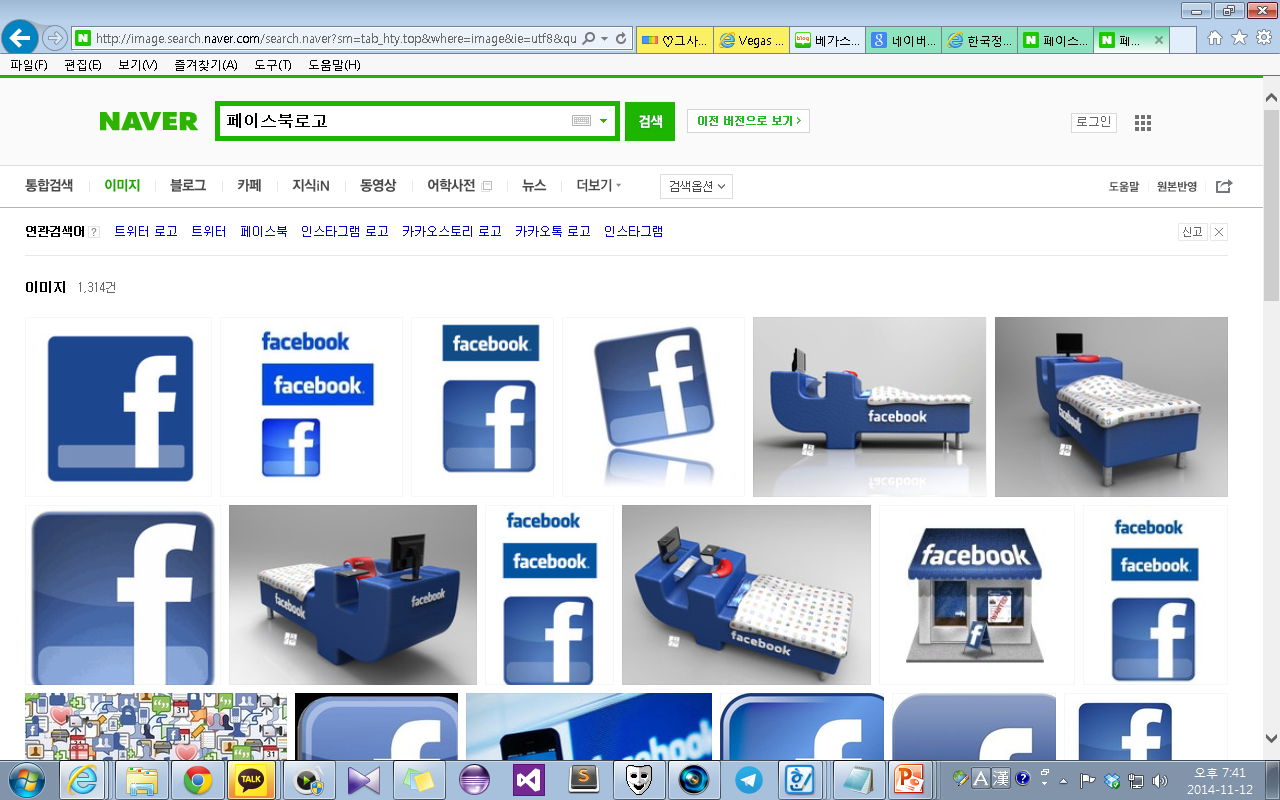 http://image.search.naver.com/search.naver?sm=tab_hty.top&where=image&ie=utf8&qu
♡그사...
Vegas ...
베가스...
네이버...
한국정...
페이스...
페...
파일(F) 편집(E) 보기(V) 즐겨찾기(A) 도구(T) 도움말(H)
NAVER
페이스북로고
검색
이전 버전으로 보기
로그인
통합검색 이미지 블로그 카페 지식iN 동영상 어학사전 뉴스 더보기
검색옵션
도움말 원본반영
연관검색어 ? 트위터 로고 트위터 페이스북 인스타그램 로고 카카오스토리 로고 카카오톡 로고 인스타그램
신고
이미지 1,314건
f
facebook
facebook.
f
facebook.
f
f
facebook
facebook
f
facebook
facebook
facebook
facebook.
f
facebook
facebook
f
facebook
facebook.
f
31
f
facebook
f
f
f
TALK
S
A 漢 ?
오후 7:41
2014-11-12